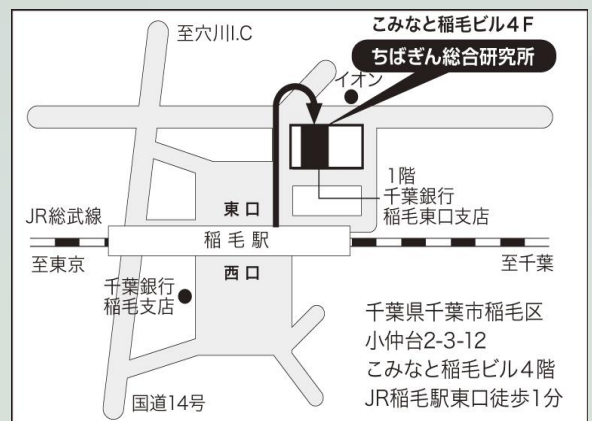 こみなと稲毛ビル4F
ちばぎん総合研究所
至穴川I.C
イオン
1階
千葉銀行
稲毛東口支店
東口
JR総武線
稲毛駅
至東京
至千葉
西口
千葉銀行
稲毛支店
国道14号
千葉県千葉市稲毛区
小仲台2-3-12
こみなと稲毛ビル4階
JR稲毛駅東口徒歩1分